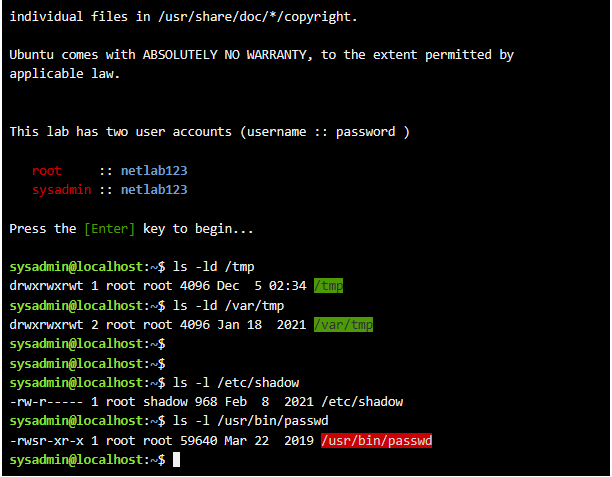 individual files in /usr/share/doc/*/copyright.
Ubuntu comes with ABSOLUTELY NO WARRANTY, to the extent permitted by
applicable law.
This lab has two user accounts (username :: password )
root     :: netlab123
sysadmin :: netlab123
Press the [Enter] key to begin...
sysadmin@localhost:~$ ls -ld /tmp
drwxrwxrwt 1 root root 4096 Dec  5 02:34 /tmp
sysadmin@localhost:~$ ls -ld /var/tmp
drwxrwxrwt 2 root root 4096 Jan 18  2021 /var/tmp
sysadmin@localhost:~$
sysadmin@localhost:~$
sysadmin@localhost:~$ ls -l /etc/shadow
-rw-r----- 1 root shadow 968 Feb  8  2021 /etc/shadow
sysadmin@localhost:~$ ls -l /usr/bin/passwd
-rwsr-xr-x 1 root root 59640 Mar 22  2019 /usr/bin/passwd
sysadmin@localhost:~$